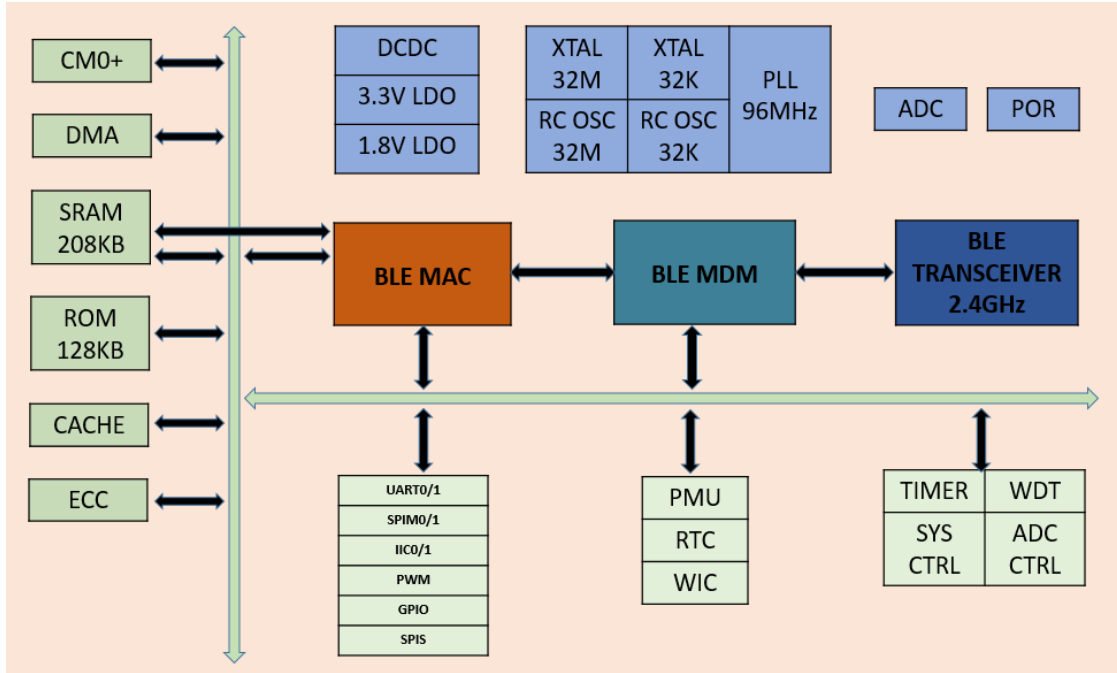 CM0+
DMA
SRAM
208KB
ROM
128KB
CACHE
ECC
DCDC
3.3V LDO
1.8V LDO
XTAL
32M
XTAL
32K
RC OSC
32M
RC OSC
32K
PLL
96MHz
ADC
POR
BLE MAC
BLE MDM
BLE
TRANSCEIVER
2.4GHz
UART0/1
SPIM0/1
IIC0/1
PWM
GPIO
SPIS
PMU
RTC
WIC
TIMER
WDT
SYS
CTRL
ADC
CTRL